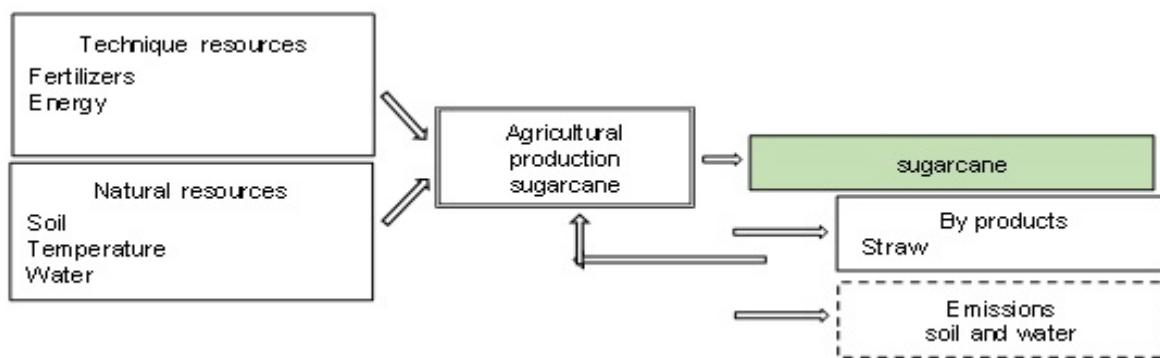 Technique resources
Fertilizers
Energy
Natural resources
Soil
Temperature
Water
Agricultural
production
sugarcane
sugarcane
By products
Straw
Emissions
soil and water